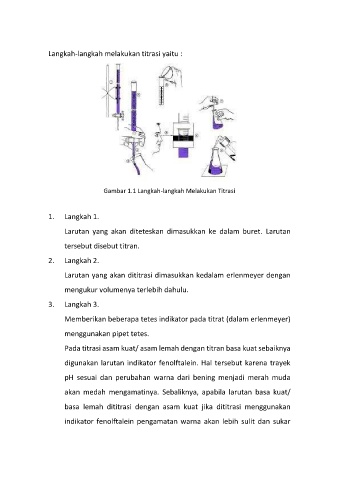 Langkah-langkah melakukan titrasi yaitu :
Gambar 1.1 Langkah-langkah Melakukan Titrasi
1. Langkah 1.
Larutan yang akan diteteskan dimasukkan ke dalam buret. Larutan
tersebut disebut titran.
2. Langkah 2.
Larutan yang akan dititrasi dimasukkan kedalam erlenmeyer dengan
mengukur volumenya terlebih dahulu.
3. Langkah 3.
Memberikan beberapa tetes indikator pada titrat (dalam erlenmeyer)
menggunakan pipet tetes.
Pada titrasi asam kuat/ asam lemah dengan titran basa kuat sebaiknya
digunakan larutan indikator fenolftalein. Hal tersebut karena trayek
pH sesuai dan perubahan warna dari bening menjadi merah muda
akan medah mengamatinya. Sebaliknya, apabila larutan basa kuat/
basa lemah dititrasi dengan asam kuat jika dititrasi menggunakan
indikator fenolftalein pengamatan warna akan lebih sulit dan sukar